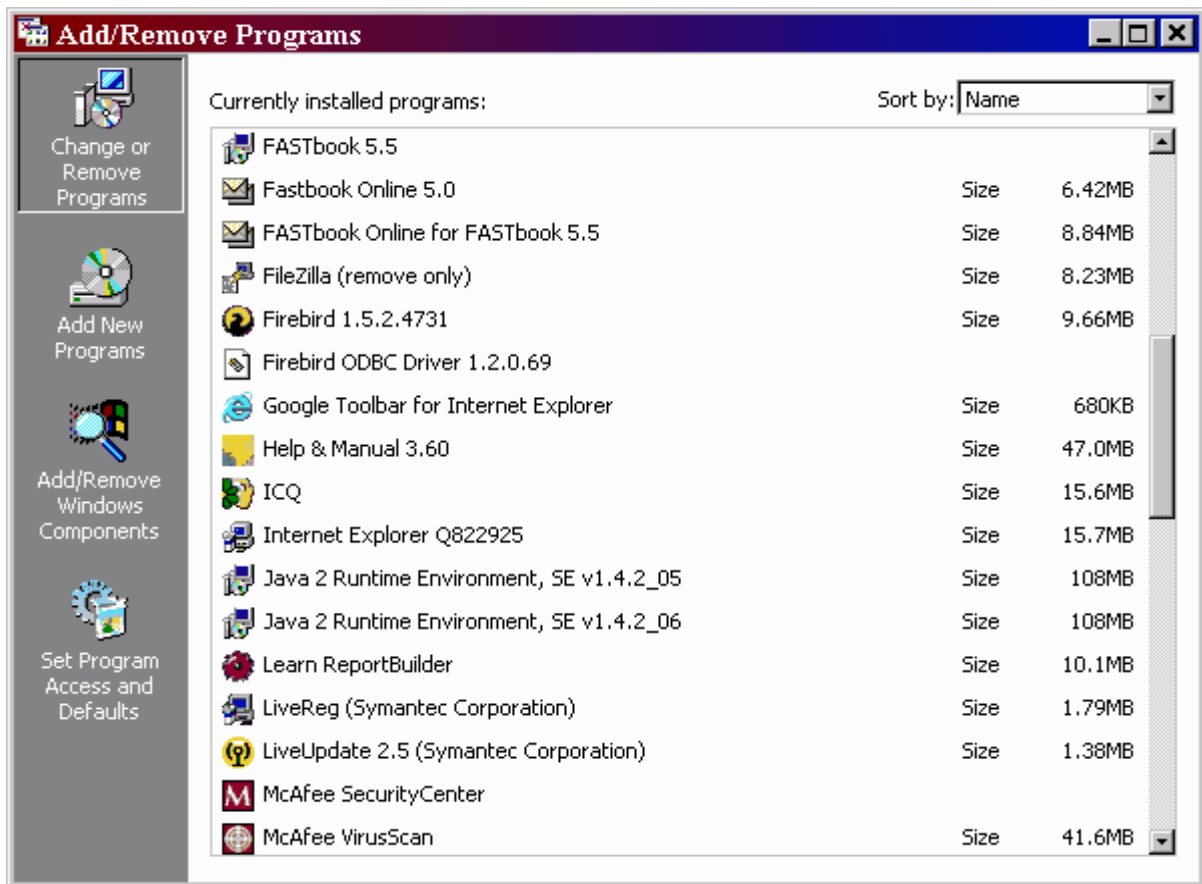 Add/Remove Programs
Change or
Remove
Programs
Add New
Programs
Add/Remove
Windows
Components
Set Program
Access and
Defaults
Currently installed programs: Sort by: Name
FASTbook 5.5
Fastbook Online 5.0 Size 6.42MB
FASTbook Online for FASTbook 5.5 Size 8.84MB
FileZilla (remove only) Size 8.23MB
Firebird 1.5.2.4731 Size 9.66MB
Firebird ODBC Driver 1.2.0.69
Google Toolbar for Internet Explorer Size 680KB
Help & Manual 3.60 Size 47.0MB
ICQ Size 15.6MB
Internet Explorer Q822925 Size 15.7MB
Java 2 Runtime Environment, SE v1.4.2_05 Size 108MB
Java 2 Runtime Environment, SE v1.4.2_06 Size 108MB
Learn ReportBuilder Size 10.1MB
LiveReg (Symantec Corporation) Size 1.79MB
LiveUpdate 2.5 (Symantec Corporation) Size 1.38MB
McAfee SecurityCenter
McAfee VirusScan Size 41.6MB